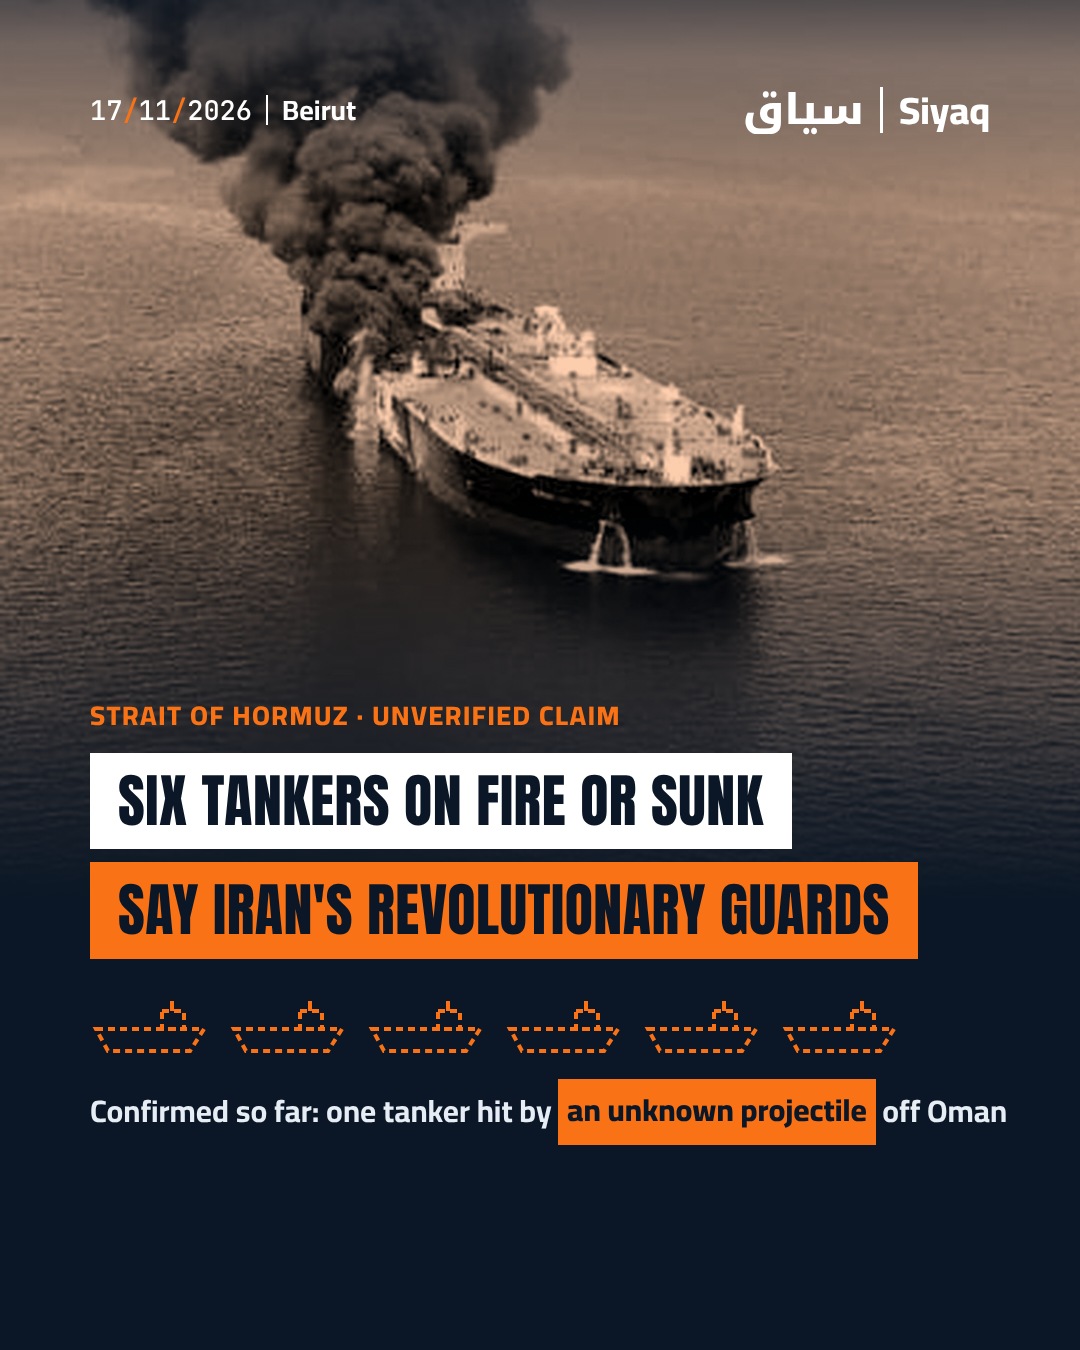 17/11/2026 | Beirut
سياق | Siyaq
STRAIT OF HORMUZ · UNVERIFIED CLAIM
SIX TANKERS ON FIRE OR SUNK
SAY IRAN'S REVOLUTIONARY GUARDS
Confirmed so far: one tanker hit by an unknown projectile off Oman